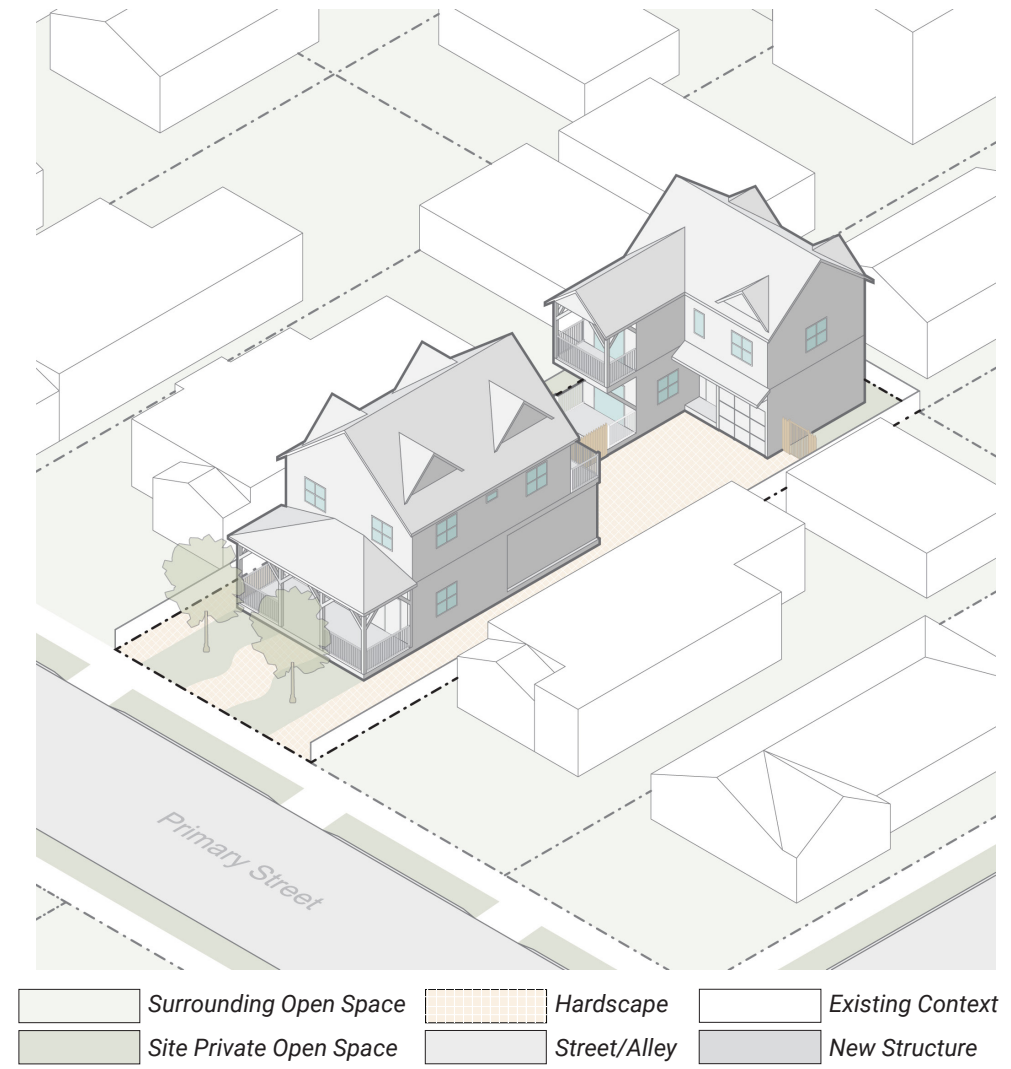 Primary Street
Surrounding Open Space
Hardscape
Existing Context
Site Private Open Space
Street/Alley
New Structure